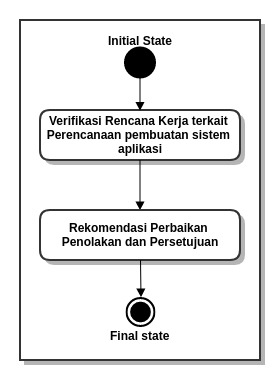 Initial State
Verifikasi Rencana Kerja terkait
Perencanaan pembuatan sistem
aplikasi
Rekomendasi Perbaikan
Penolakan dan Persetujuan
Final state